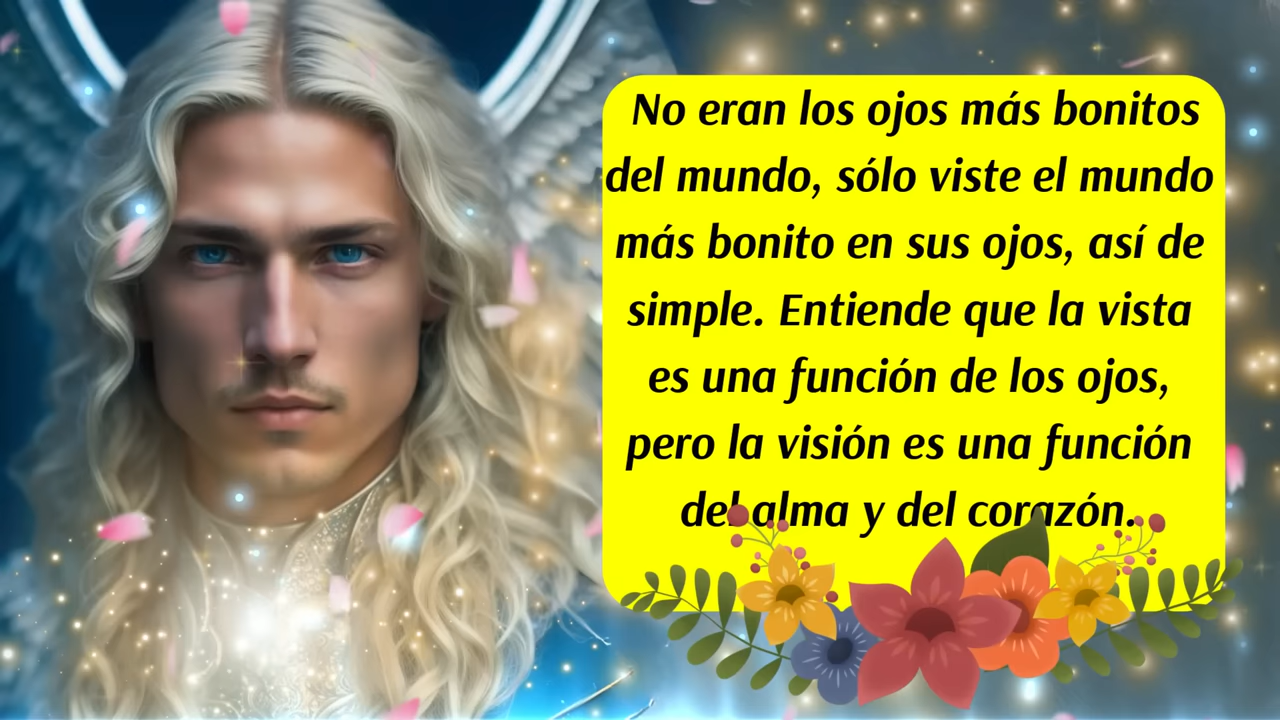 No eran los ojos más bonitos
del mundo, sólo viste el mundo
más bonito en sus ojos, así de
simple. Entiende que la vista
es una función de los ojos,
pero la visión es una función
del alma y del corazón.